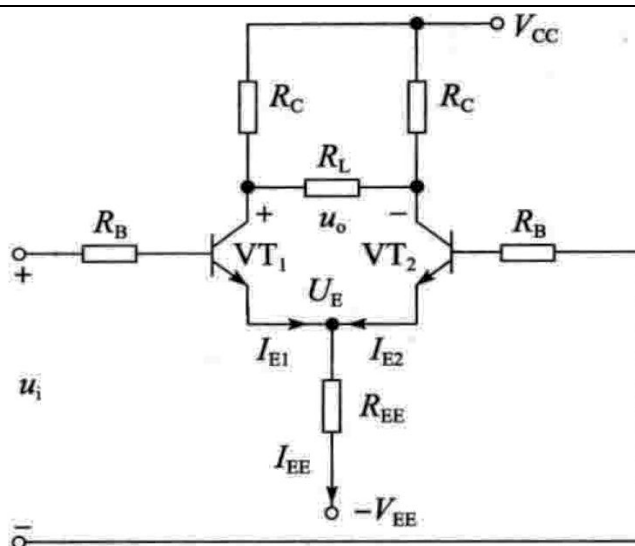 V_CC
R_C R_C
R_L
R_B + u_o − R_B
+ VT_1 VT_2
U_E
I_E1 I_E2
u_i
R_EE
I_EE
−V_EE
−